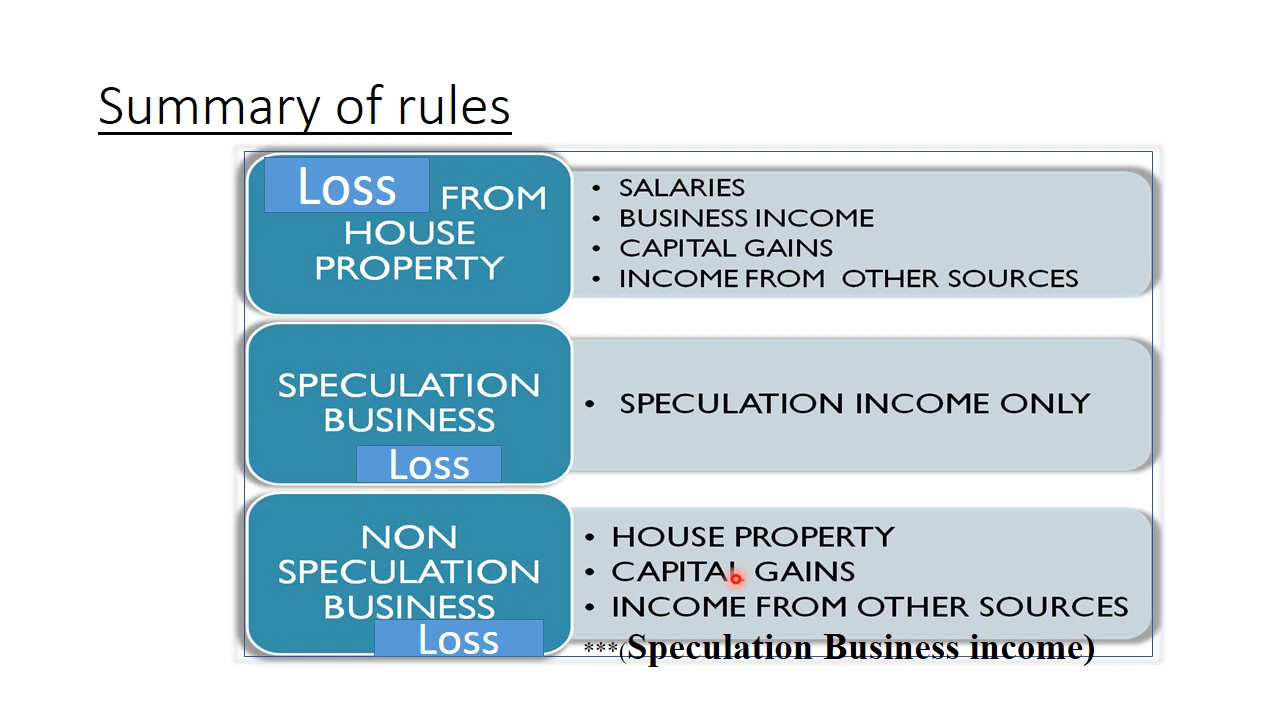 Summary of rules
Loss FROM
HOUSE
PROPERTY
• SALARIES
• BUSINESS INCOME
• CAPITAL GAINS
• INCOME FROM OTHER SOURCES
SPECULATION
BUSINESS
Loss
• SPECULATION INCOME ONLY
NON
SPECULATION
BUSINESS
Loss
• HOUSE PROPERTY
• CAPITAL GAINS
• INCOME FROM OTHER SOURCES
***(Speculation Business income)